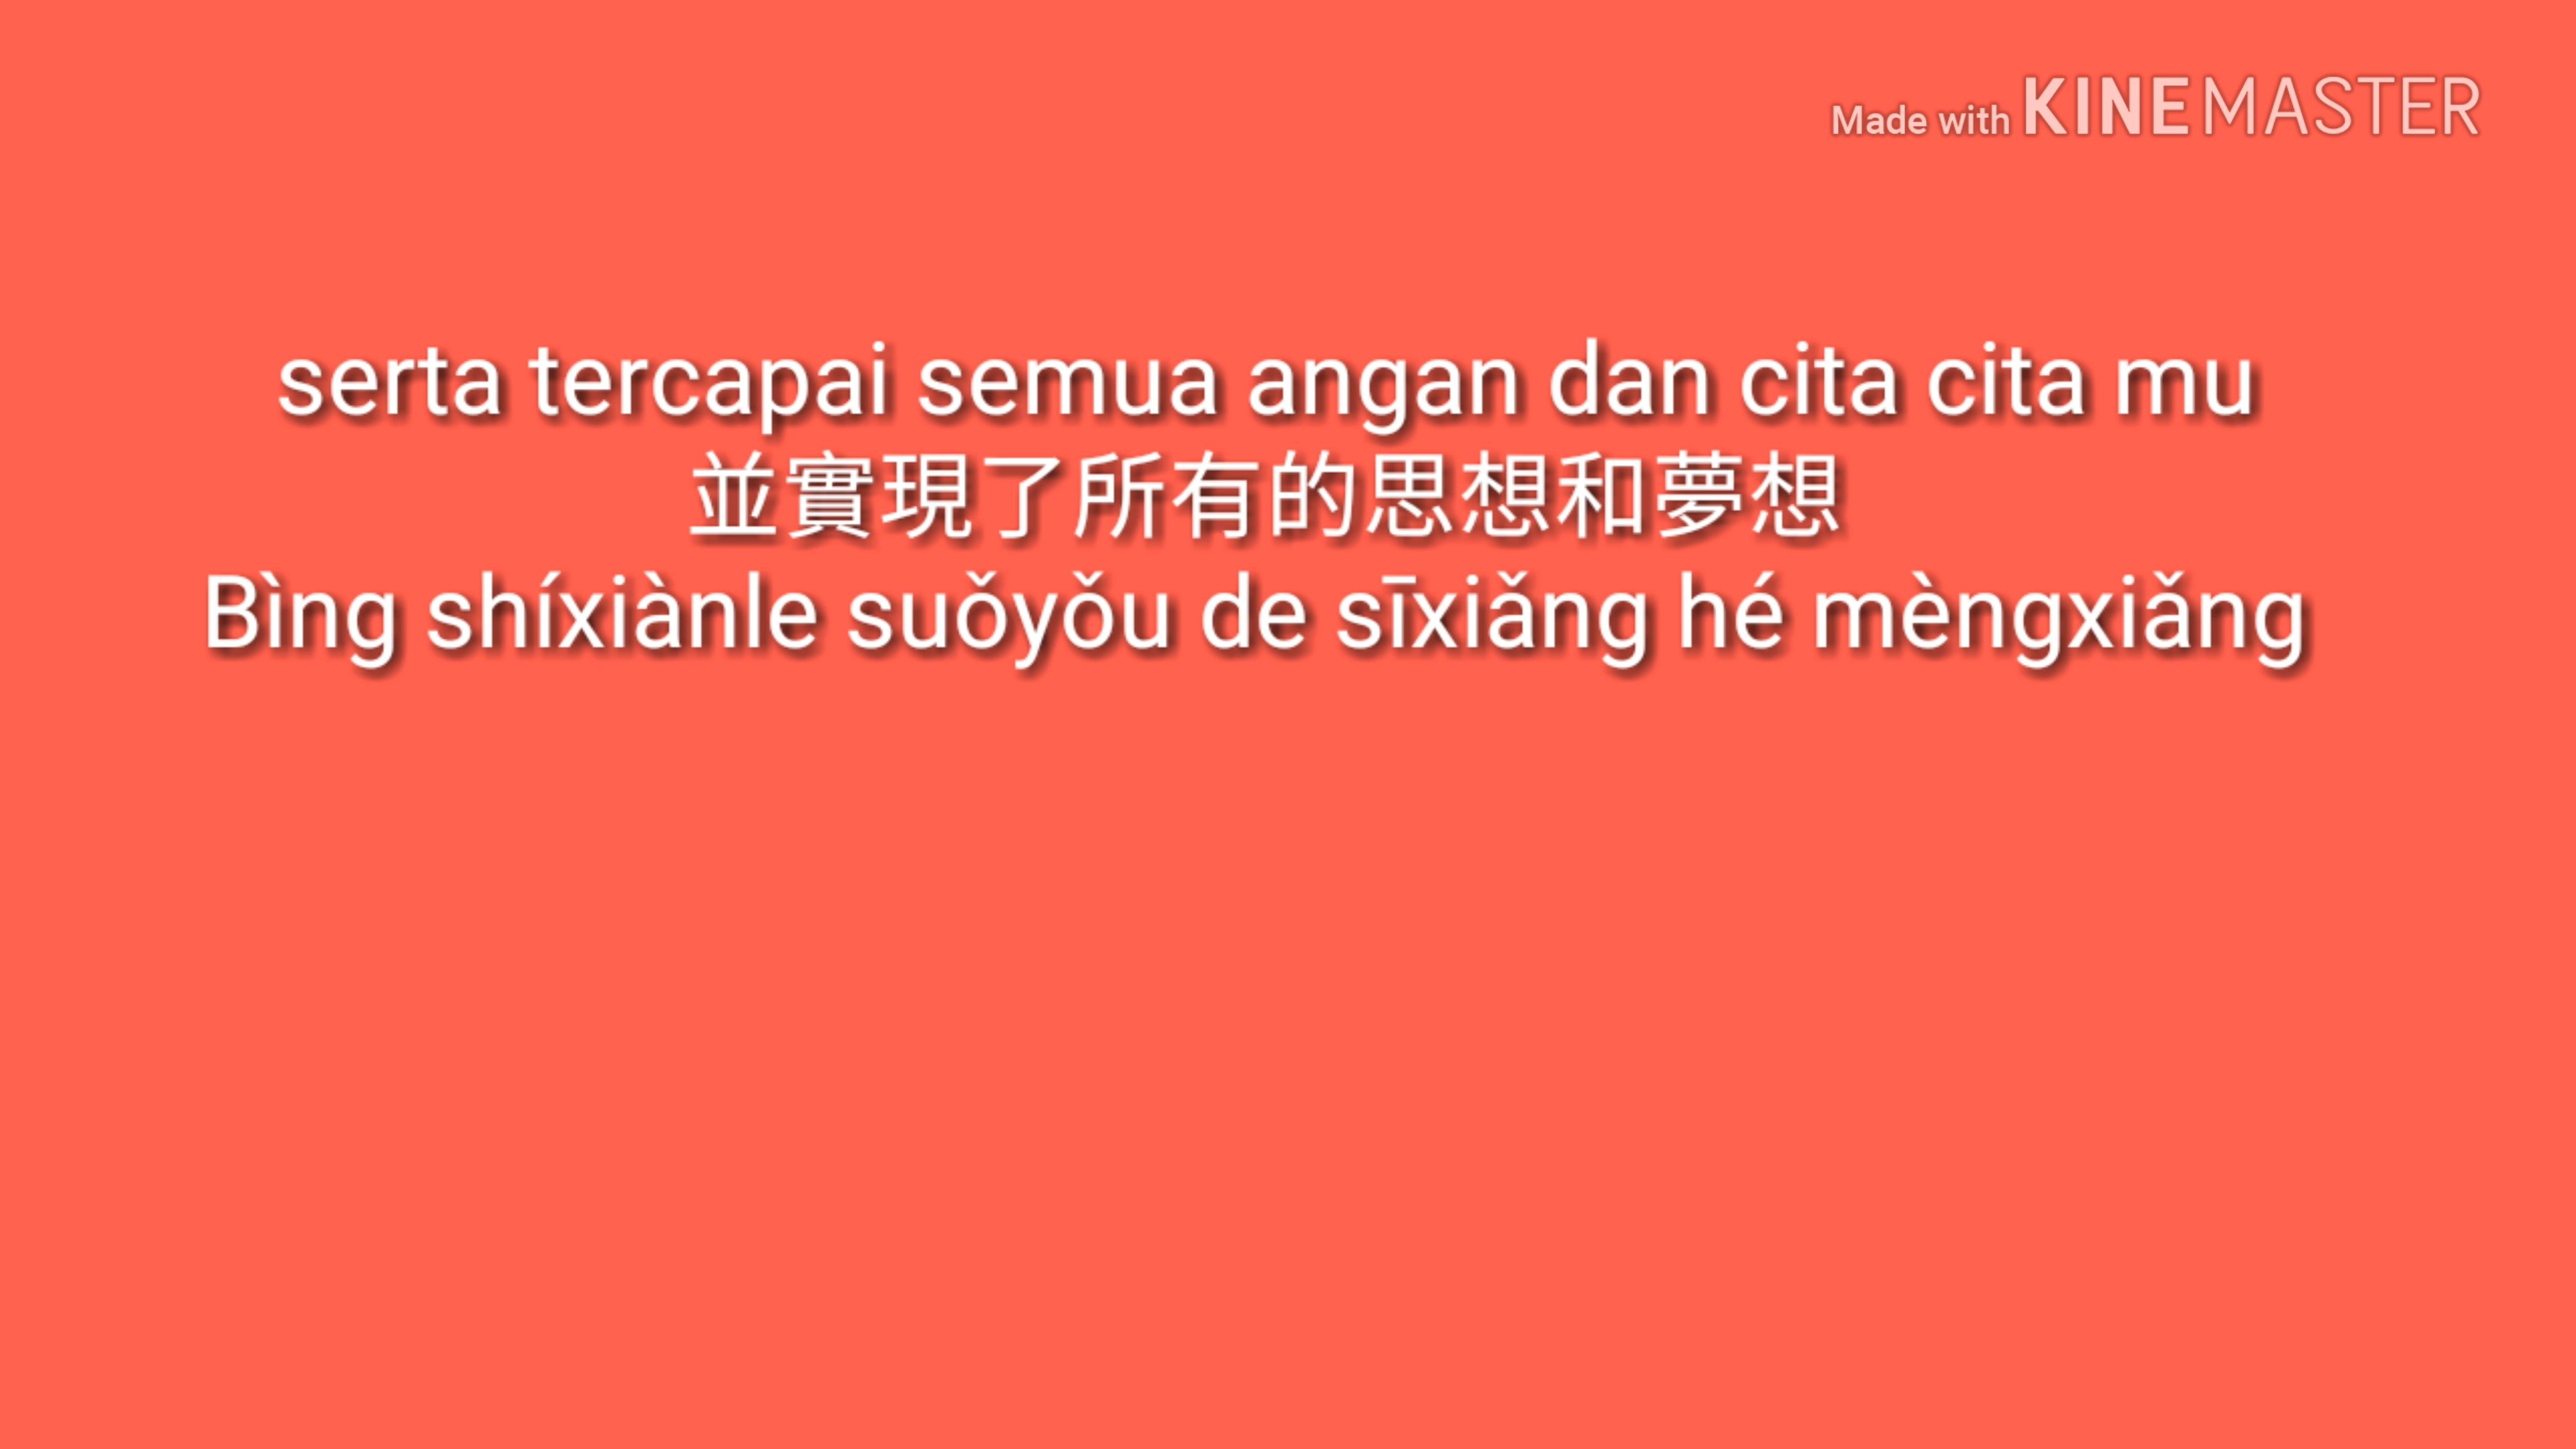 Made with KINEMASTER
serta tercapai semua angan dan cita cita mu
並實現了所有的思想和夢想
Bìng shíxiànle suǒyǒu de sīxiǎng hé mèngxiǎng